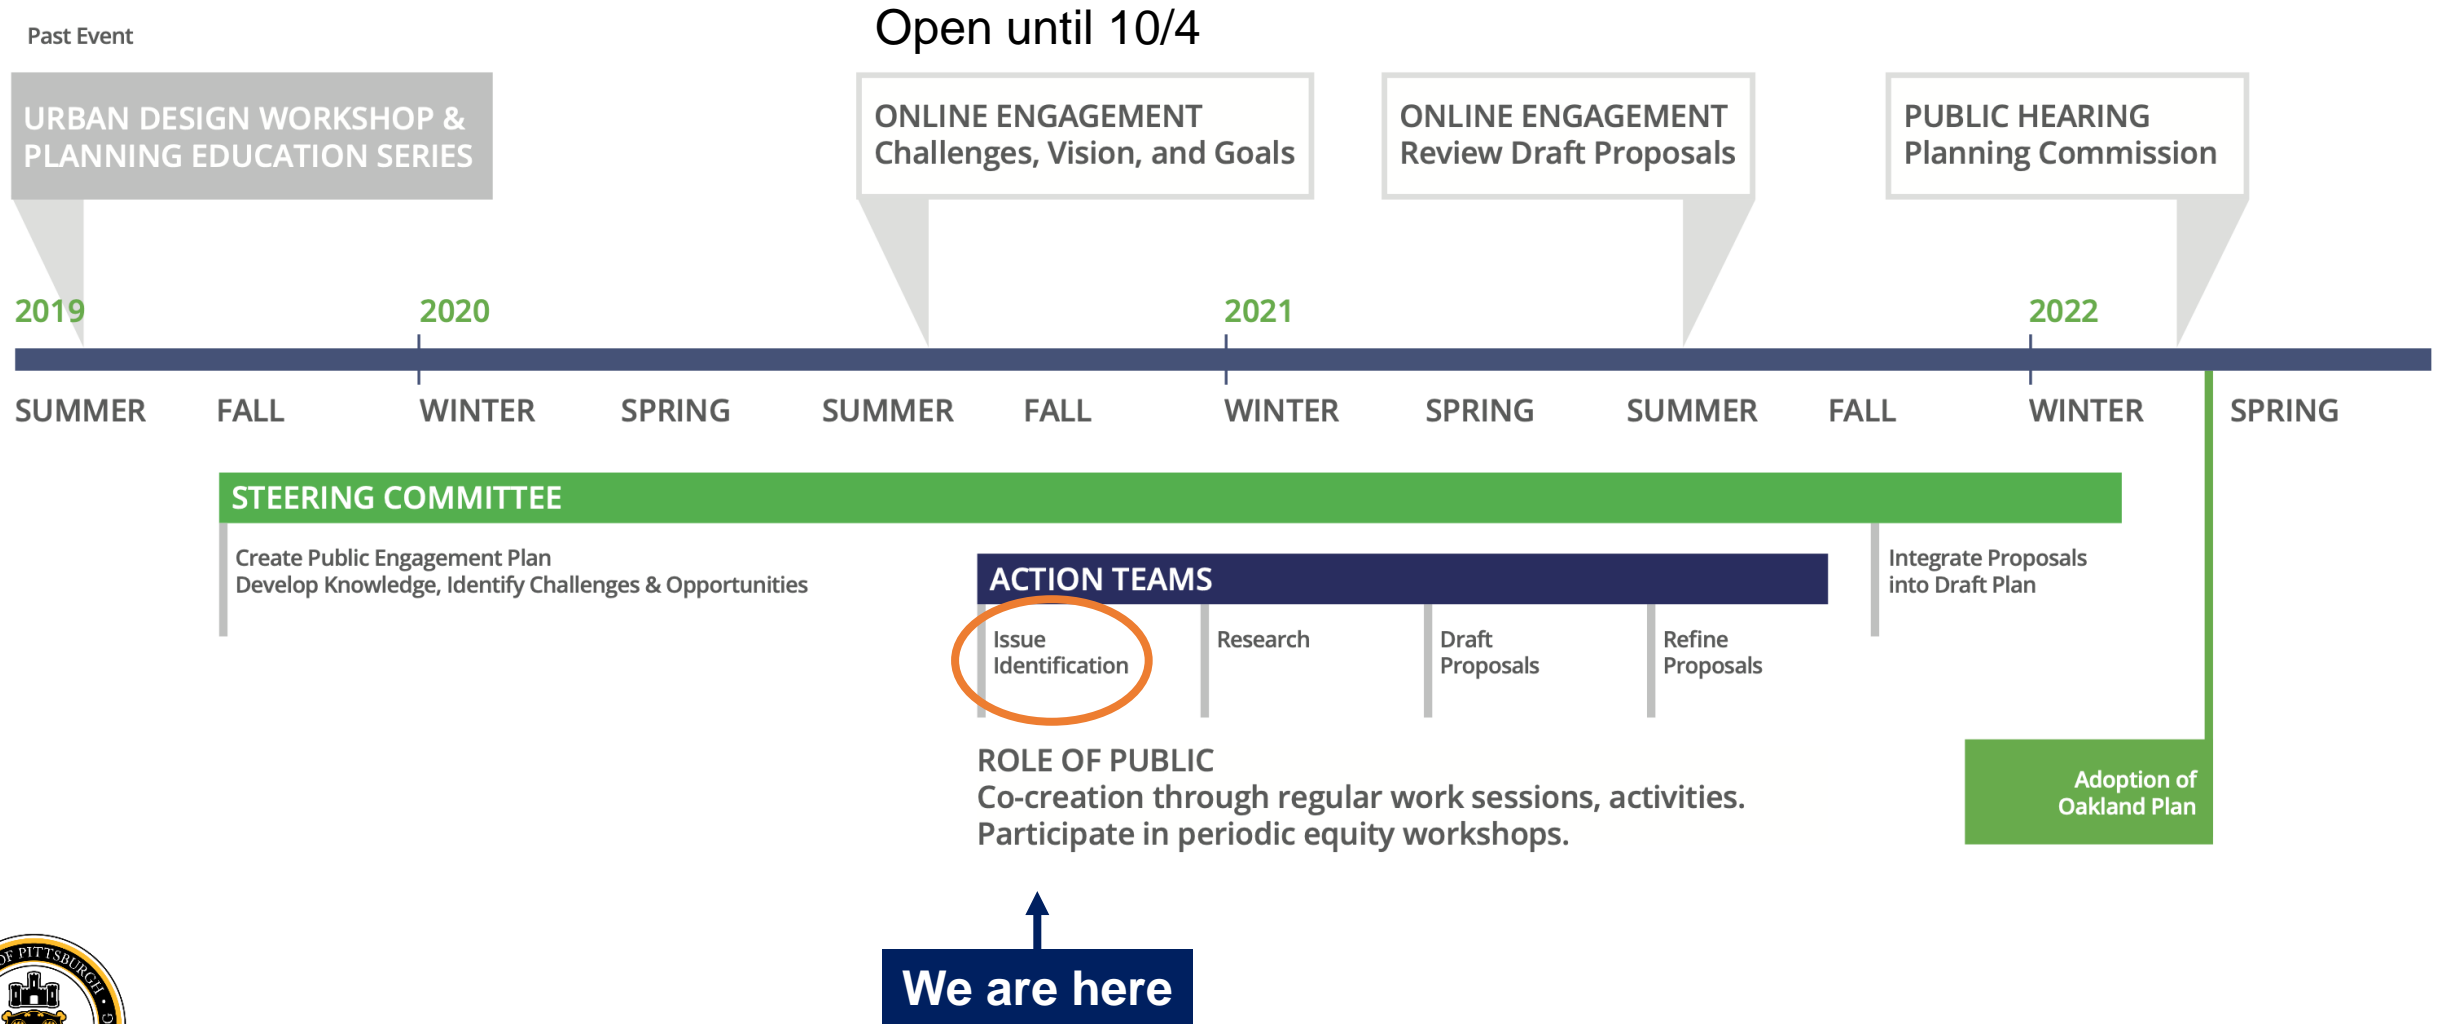 Past Event
Open until 10/4
URBAN DESIGN WORKSHOP &
PLANNING EDUCATION SERIES
ONLINE ENGAGEMENT
Challenges, Vision, and Goals
ONLINE ENGAGEMENT
Review Draft Proposals
PUBLIC HEARING
Planning Commission
2019
2020
2021
2022
SUMMER
FALL
WINTER
SPRING
SUMMER
FALL
WINTER
SPRING
SUMMER
FALL
WINTER
SPRING
STEERING COMMITTEE
Create Public Engagement Plan
Develop Knowledge, Identify Challenges & Opportunities
ACTION TEAMS
Issue
Identification
Research
Draft
Proposals
Refine
Proposals
Integrate Proposals
into Draft Plan
ROLE OF PUBLIC
Co-creation through regular work sessions, activities.
Participate in periodic equity workshops.
Adoption of
Oakland Plan
We are here
OF PITTSBURGH